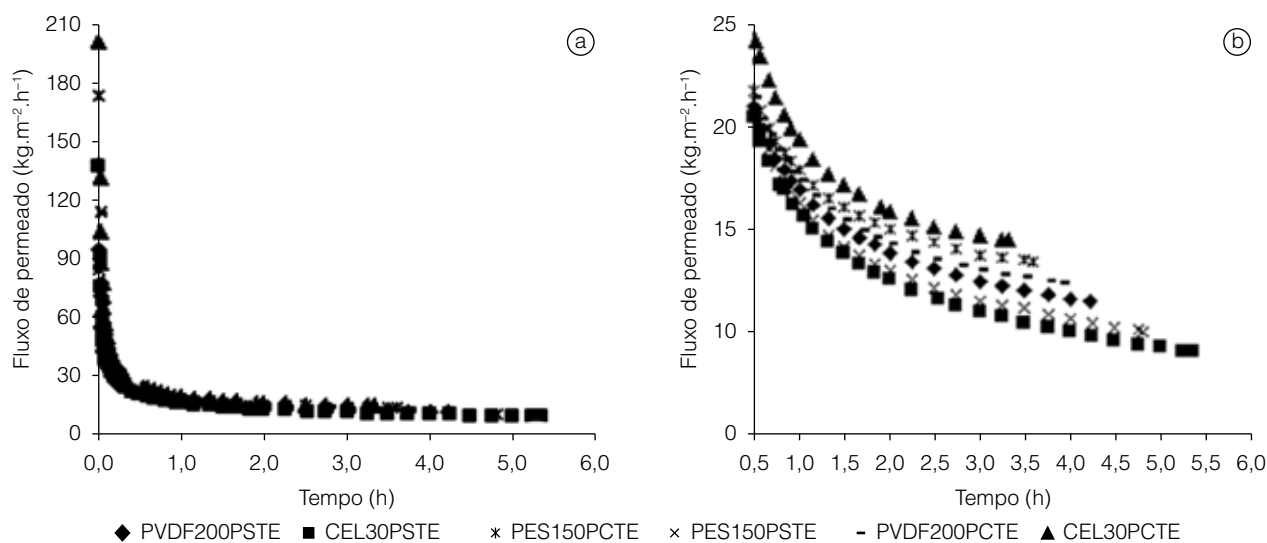 210
180
150
120
90
60
30
0
Fluxo de permeado (kg.m⁻².h⁻¹)
0,0 1,0 2,0 3,0 4,0 5,0 6,0
Tempo (h)
a
25
20
15
10
5
0
Fluxo de permeado (kg.m⁻².h⁻¹)
0,5 1,0 1,5 2,0 2,5 3,0 3,5 4,0 4,5 5,0 5,5 6,0
Tempo (h)
b
PVDF200PSTE CEL30PSTE PES150PCTE PES150PSTE PVDF200PCTE CEL30PCTE